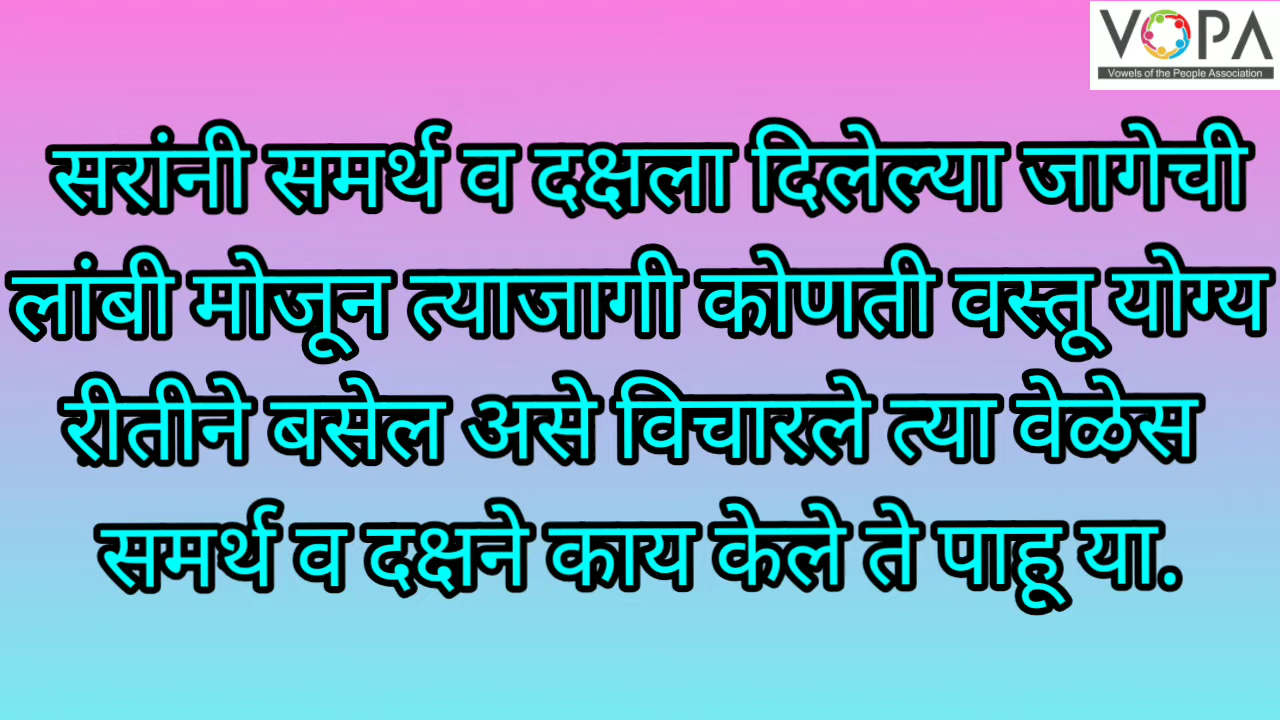 VOPA
Vowels of the People Association
सरांनी समर्थ व दक्षला दिलेल्या जागेची
लांबी मोजून त्याजागी कोणती वस्तू योग्य
रीतीने बसेल असे विचारले त्या वेळेस
समर्थ व दक्षने काय केले ते पाहू या.